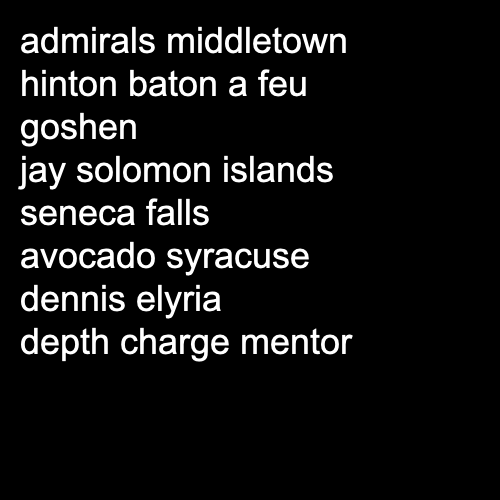 admirals middletown
hinton baton a feu
goshen
jay solomon islands
seneca falls
avocado syracuse
dennis elyria
depth charge mentor